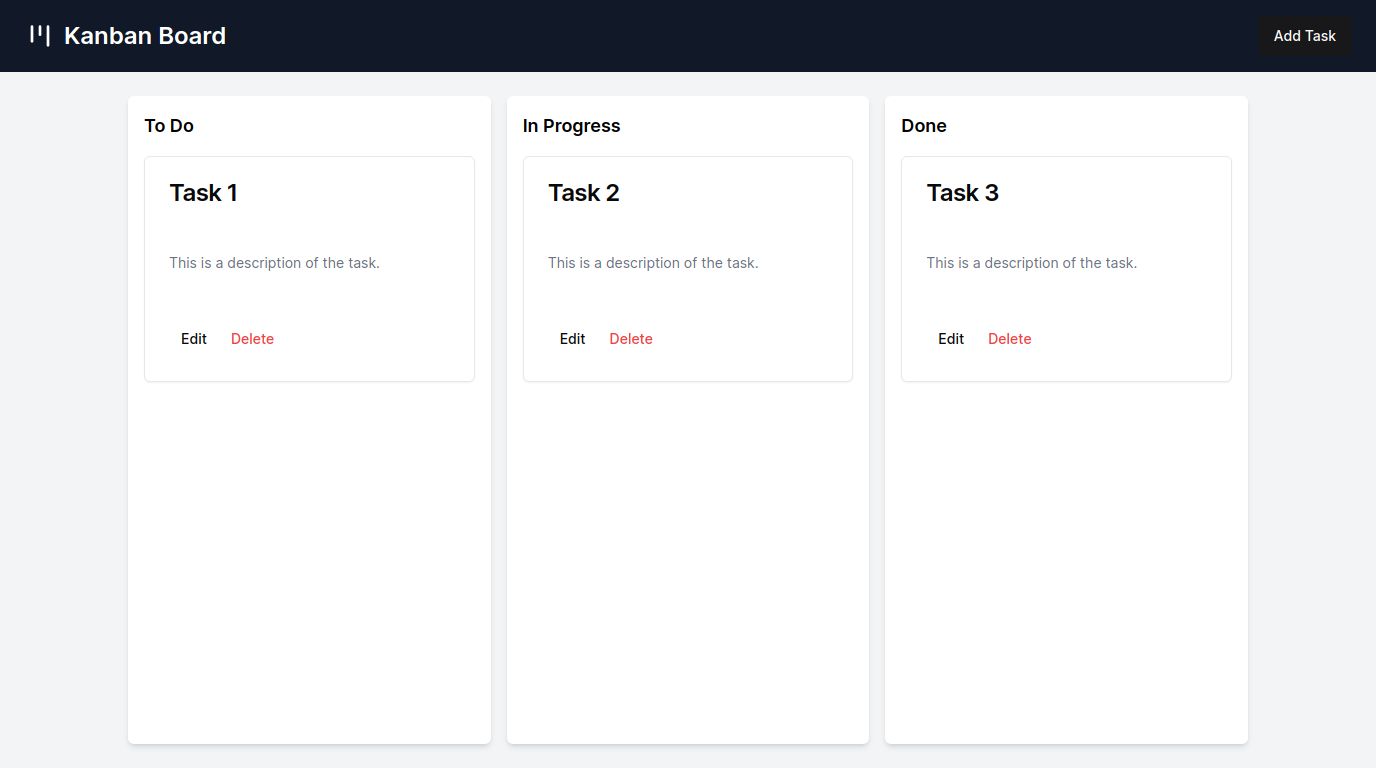 Kanban Board
Add Task
To Do
Task 1
This is a description of the task.
Edit
Delete
In Progress
Task 2
This is a description of the task.
Edit
Delete
Done
Task 3
This is a description of the task.
Edit
Delete